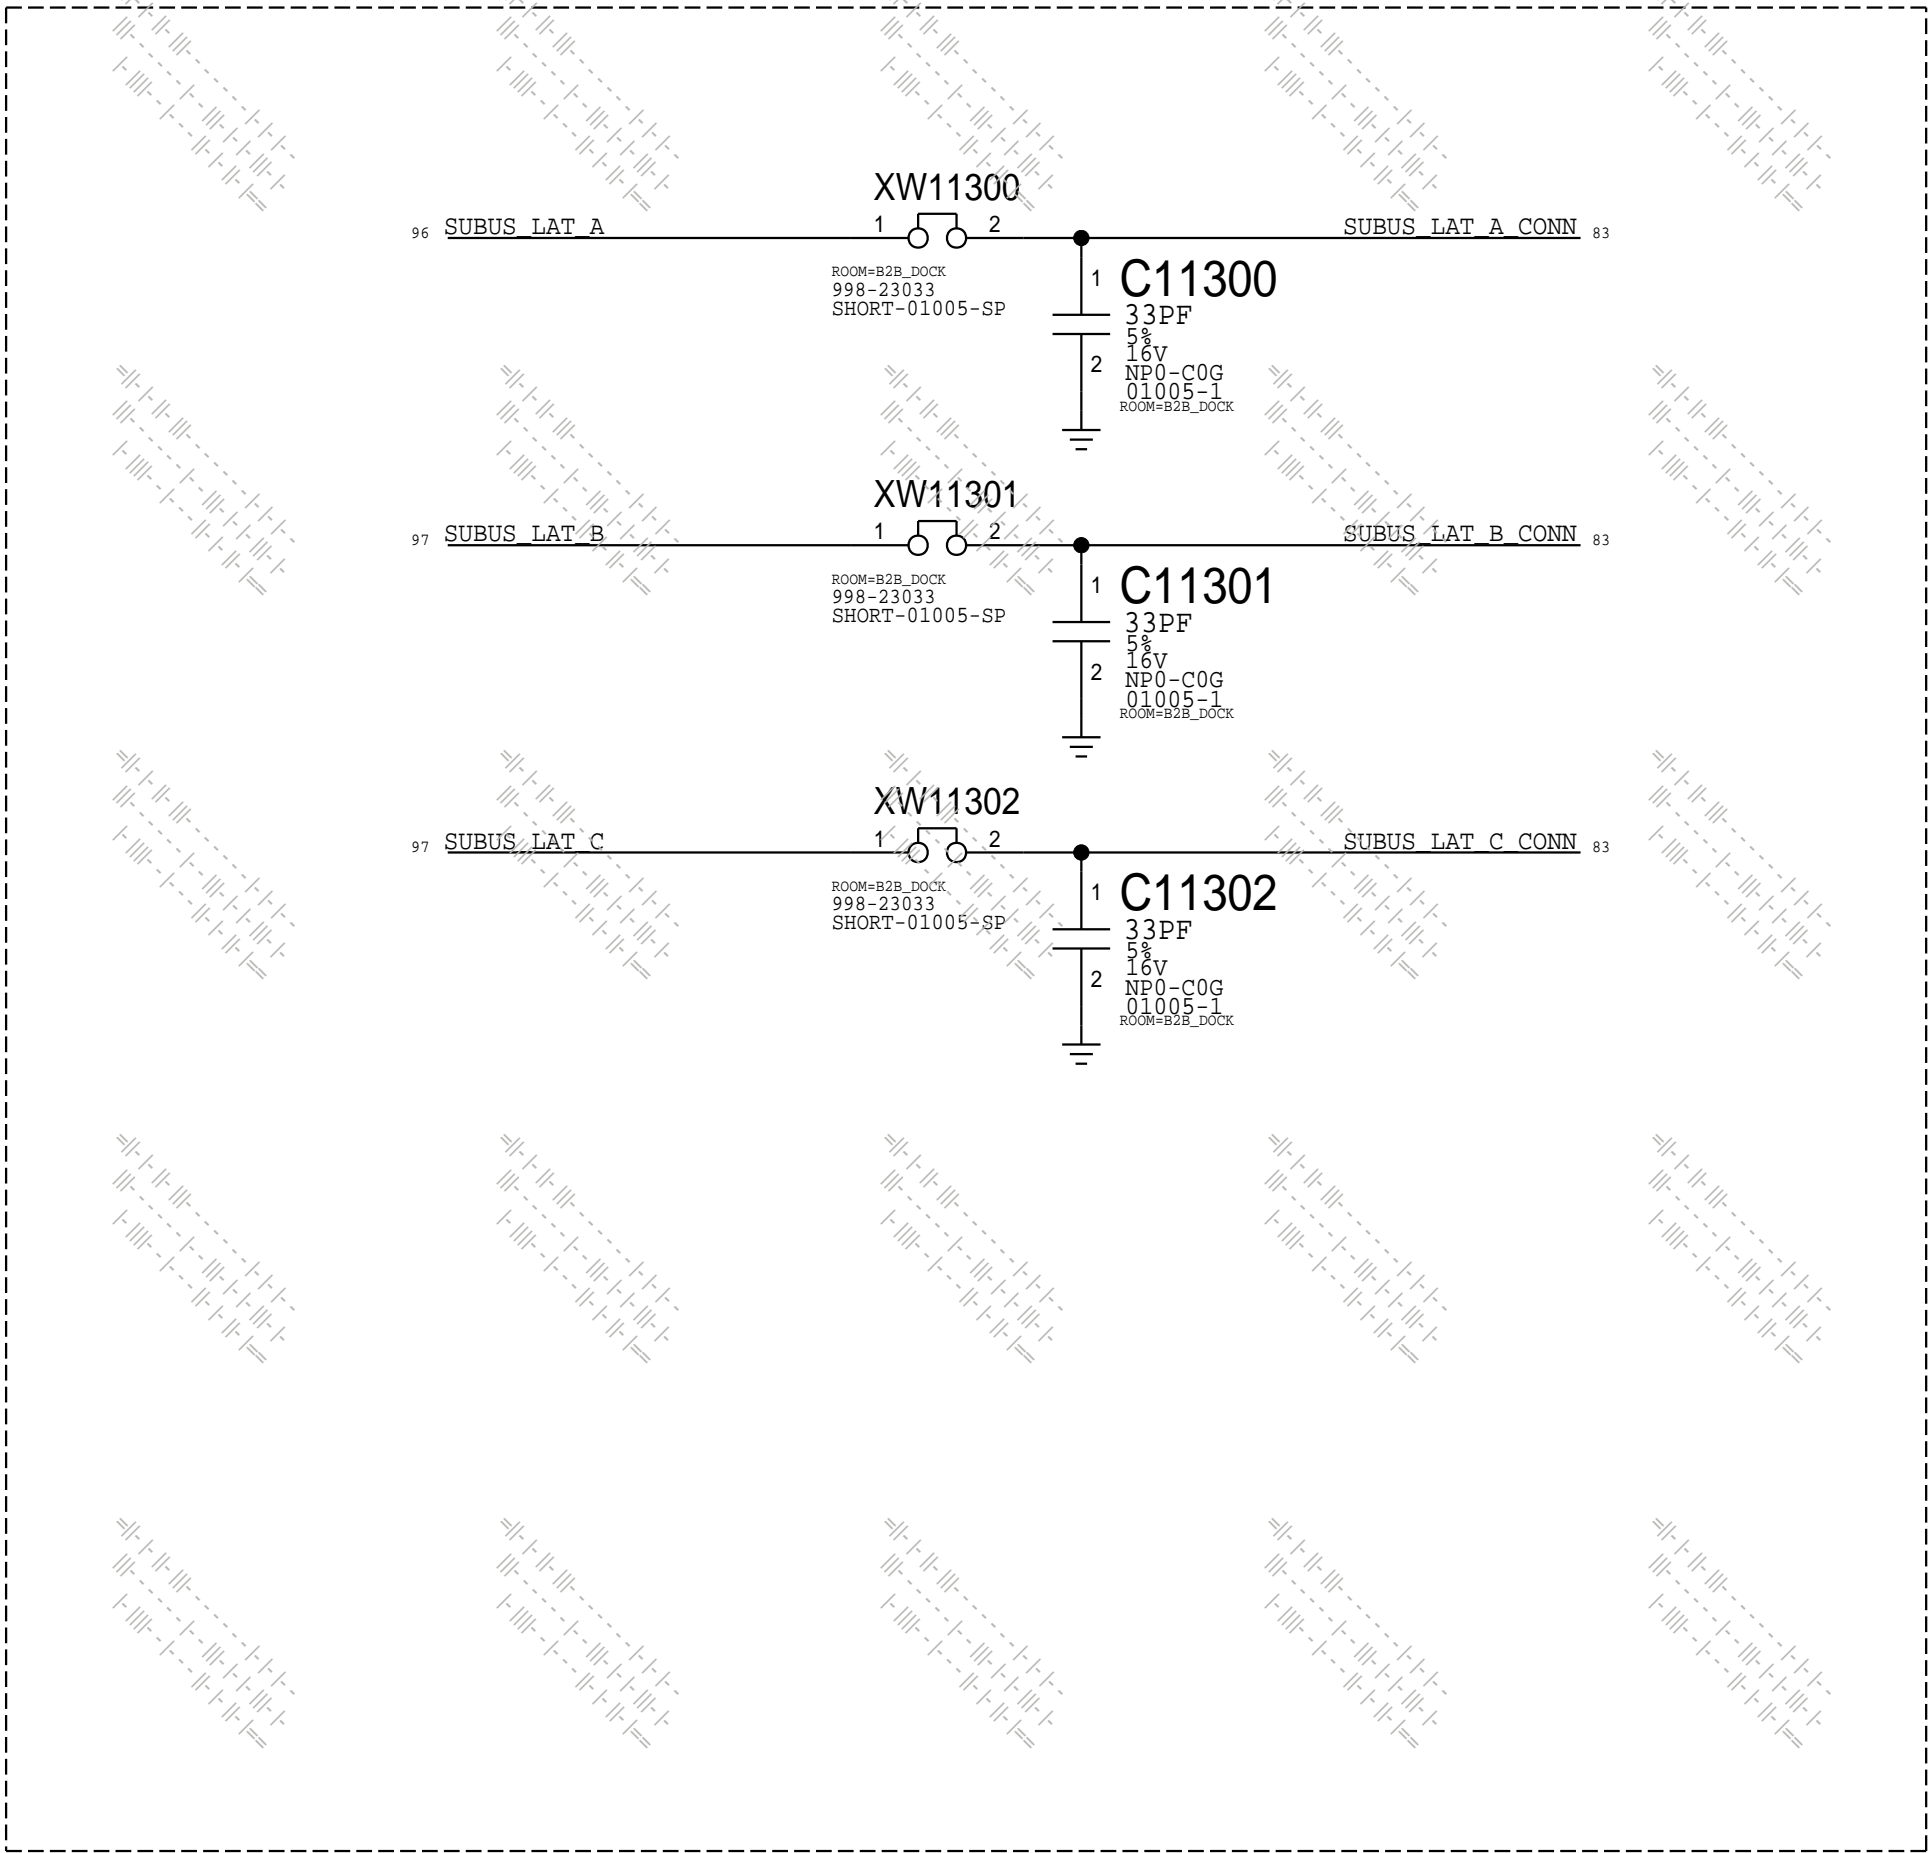 XW11300
96 SUBUS_LAT_A 1 2 SUBUS_LAT_A_CONN 83
ROOM=B2B_DOCK
998-23033
SHORT-01005-SP
1 C11300
33PF
5%
16V
2 NP0-C0G
01005-1
ROOM=B2B_DOCK
XW11301
97 SUBUS_LAT_B 1 2 SUBUS_LAT_B_CONN 83
ROOM=B2B_DOCK
998-23033
SHORT-01005-SP
1 C11301
33PF
5%
16V
2 NP0-C0G
01005-1
ROOM=B2B_DOCK
XW11302
97 SUBUS_LAT_C 1 2 SUBUS_LAT_C_CONN 83
ROOM=B2B_DOCK
998-23033
SHORT-01005-SP
1 C11302
33PF
5%
16V
2 NP0-C0G
01005-1
ROOM=B2B_DOCK